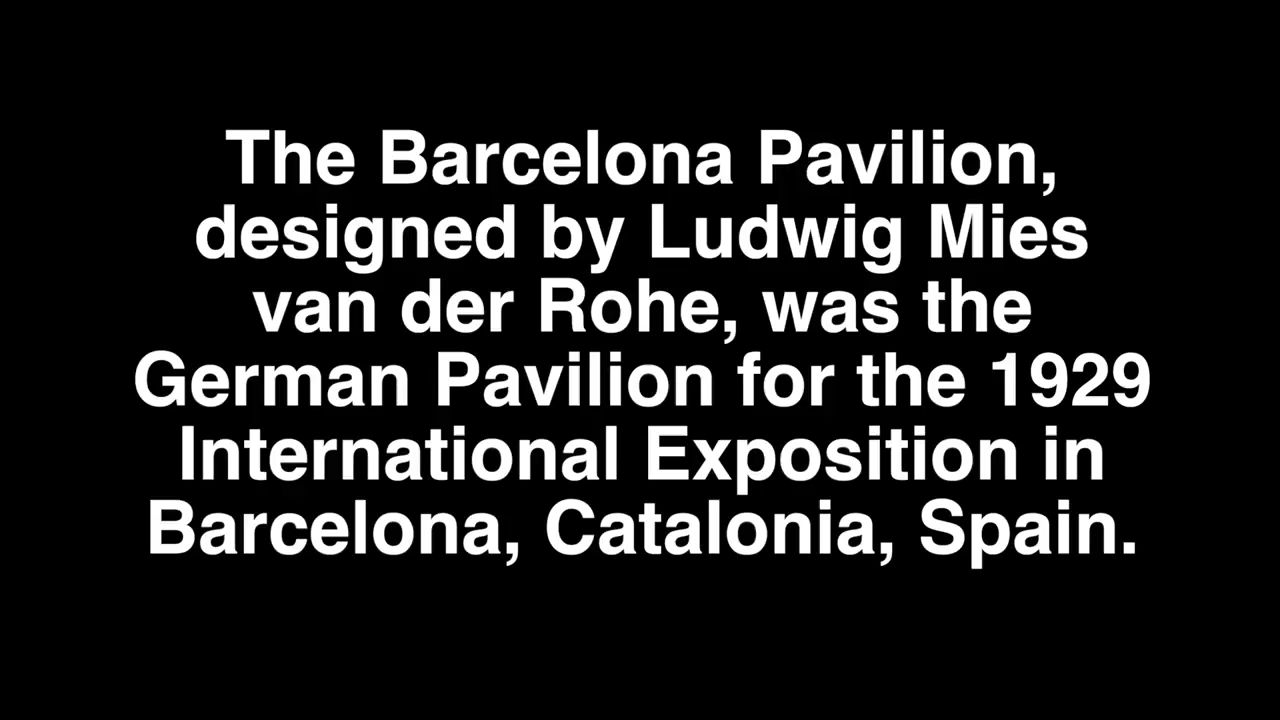 The Barcelona Pavilion,
designed by Ludwig Mies
van der Rohe, was the
German Pavilion for the 1929
International Exposition in
Barcelona, Catalonia, Spain.